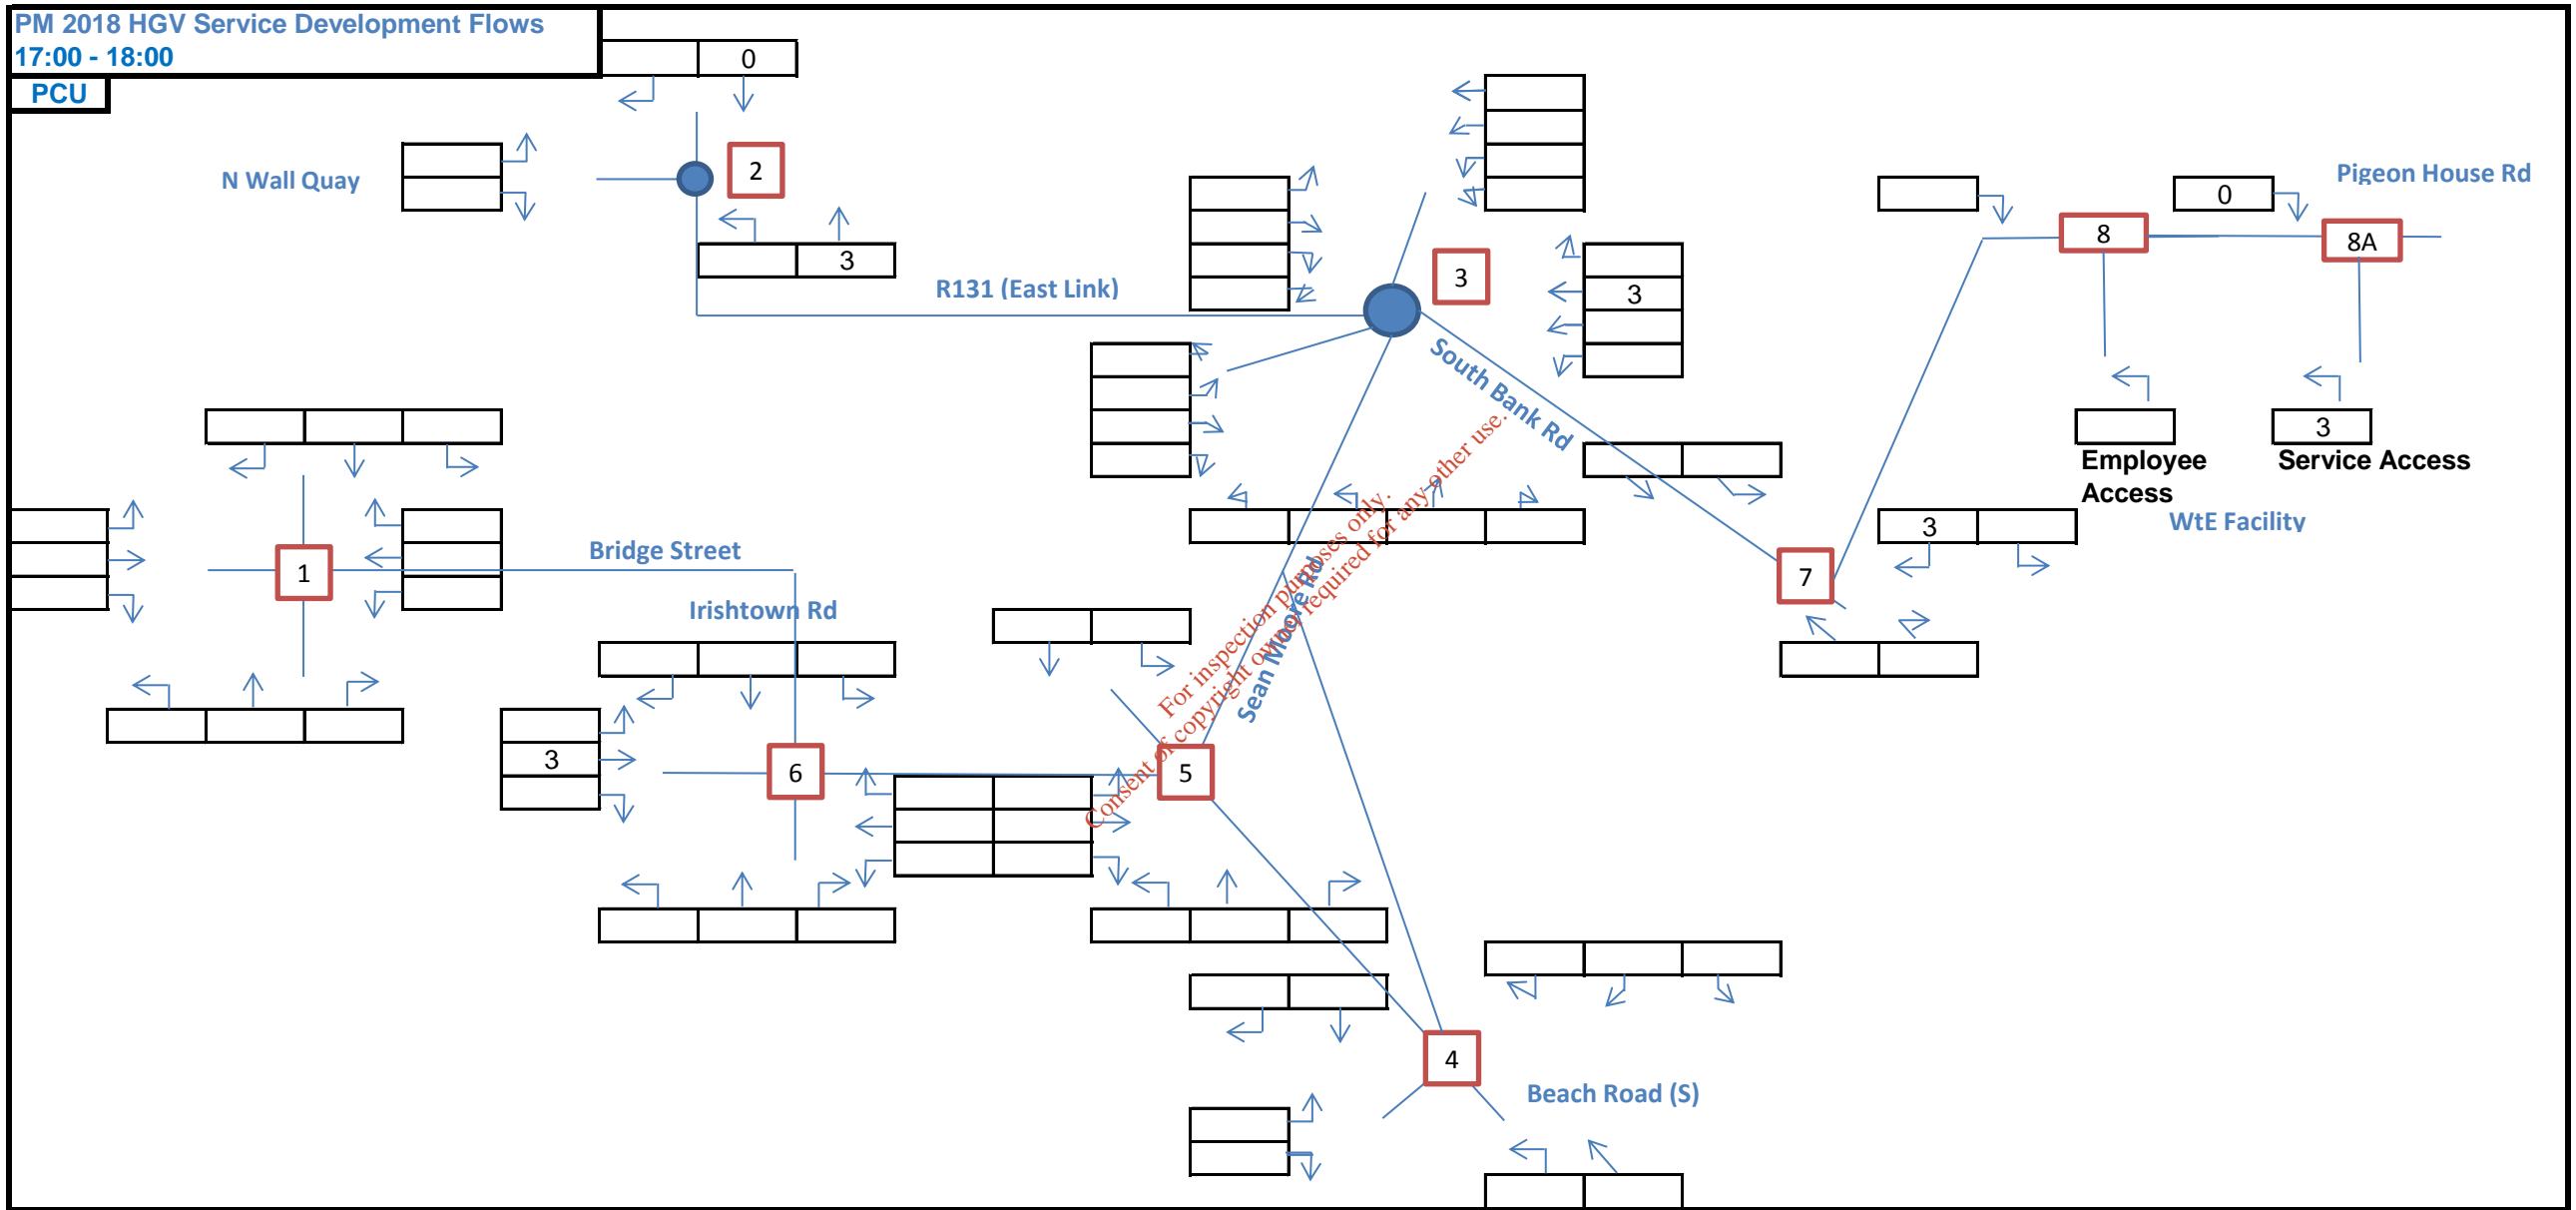 PM 2018 HGV Service Development Flows
17:00 - 18:00
PCU
0
N Wall Quay
2
3
R131 (East Link)
3
3
South Bank Rd
Pigeon House Rd
0
8
8A
3
Employee
Access
Service Access
3
WtE Facility
7
1
Bridge Street
Irishtown Rd
3
6
5
Sean Moore Rd
For inspection purposes only.
Consent of copyright owner required for any other use.
4
Beach Road (S)